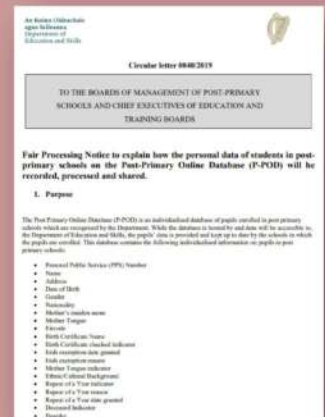 An Roinn Oideachais
agus Scileanna
Department of
Education and Skills
Circular letter 0040/2019
TO THE BOARDS OF MANAGEMENT OF POST-PRIMARY
SCHOOLS AND CHIEF EXECUTIVES OF EDUCATION AND
TRAINING BOARDS
Fair Processing Notice to explain how the personal data of students in post-
primary schools on the Post-Primary Online Database (P-POD) will be
recorded, processed and shared.
1. Purpose
The Post Primary Online Database (P-POD) is an individualised database of pupils enrolled in post primary
schools which are recognised by the Department. While the database is hosted by and data will be accessible to,
the Department of Education and Skills, the pupils' data is provided and kept up to date by the schools in which
the pupils are enrolled. This database contains the following individualised information on pupils in post
primary schools:
• Personal Public Service (PPS) Number
• Name
• Address
• Date of Birth
• Gender
• Nationality
• Mother's maiden name
• Mother Tongue
• Eircode
• Birth Certificate Name
• Birth Certificate checked indicator
• Irish exemption date granted
• Irish exemption reason
• Mother Tongue indicator
• Ethnic/Cultural Background
• Repeat of a Year indicator
• Repeat of a Year reason
• Repeat of a Year date granted
• Deceased Indicator